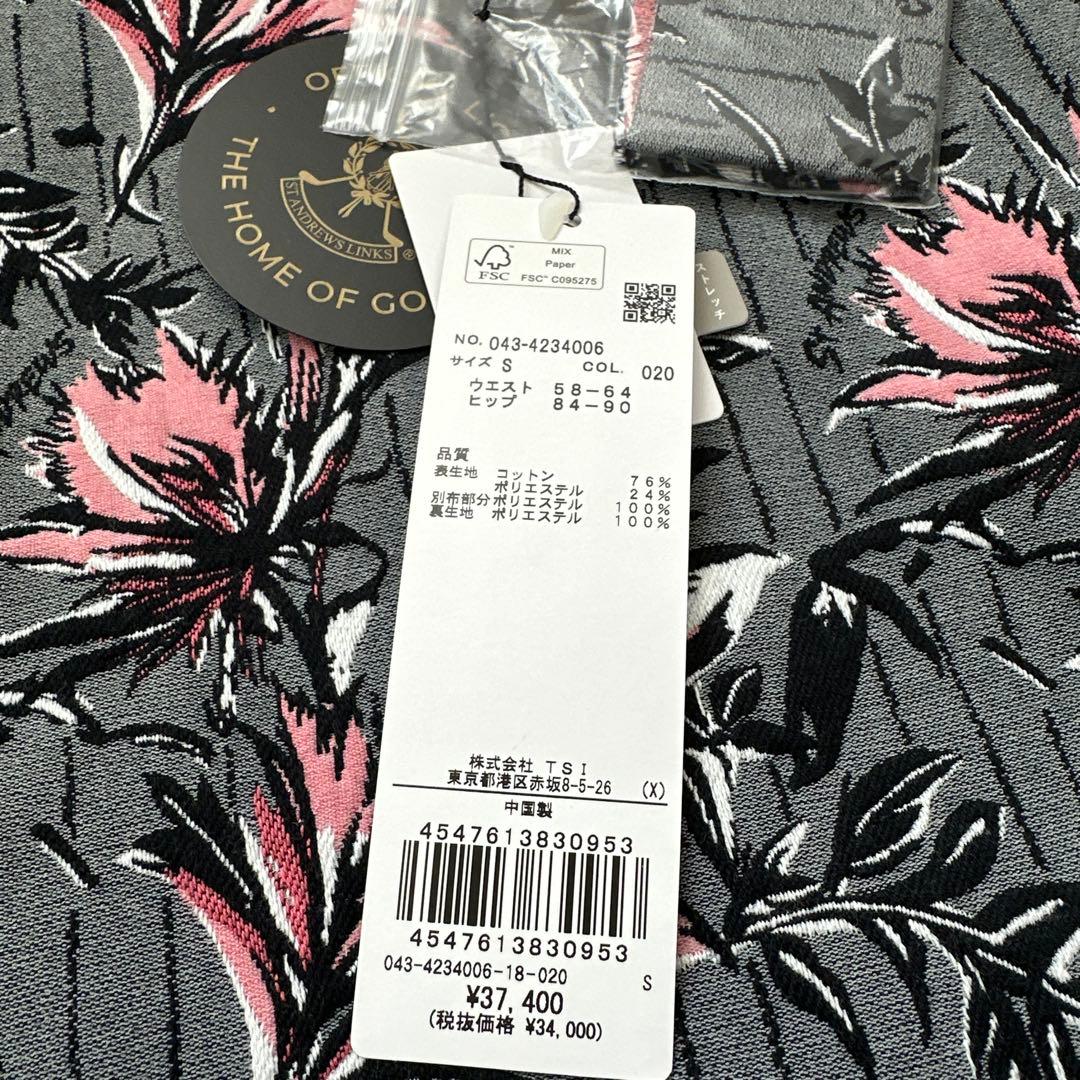 THE HOME OF GO
ST ANDREWS LINKS
®
FSC™
MIX
Paper
FSC™ C095275
ストレッチ
NO. 043-4234006
サイズ S COL. 020
ウエスト 58-64
ヒップ 84-90
品質
表生地 コットン 76%
ポリエステル 24%
別布部分ポリエステル 100%
裏生地 ポリエステル 100%
株式会社 TSI
東京都港区赤坂8-5-26 (X)
中国製
4547613830953
4547613830953
043-4234006-18-020 S
¥37,400
(税抜価格 ¥34,000)
St Andrews